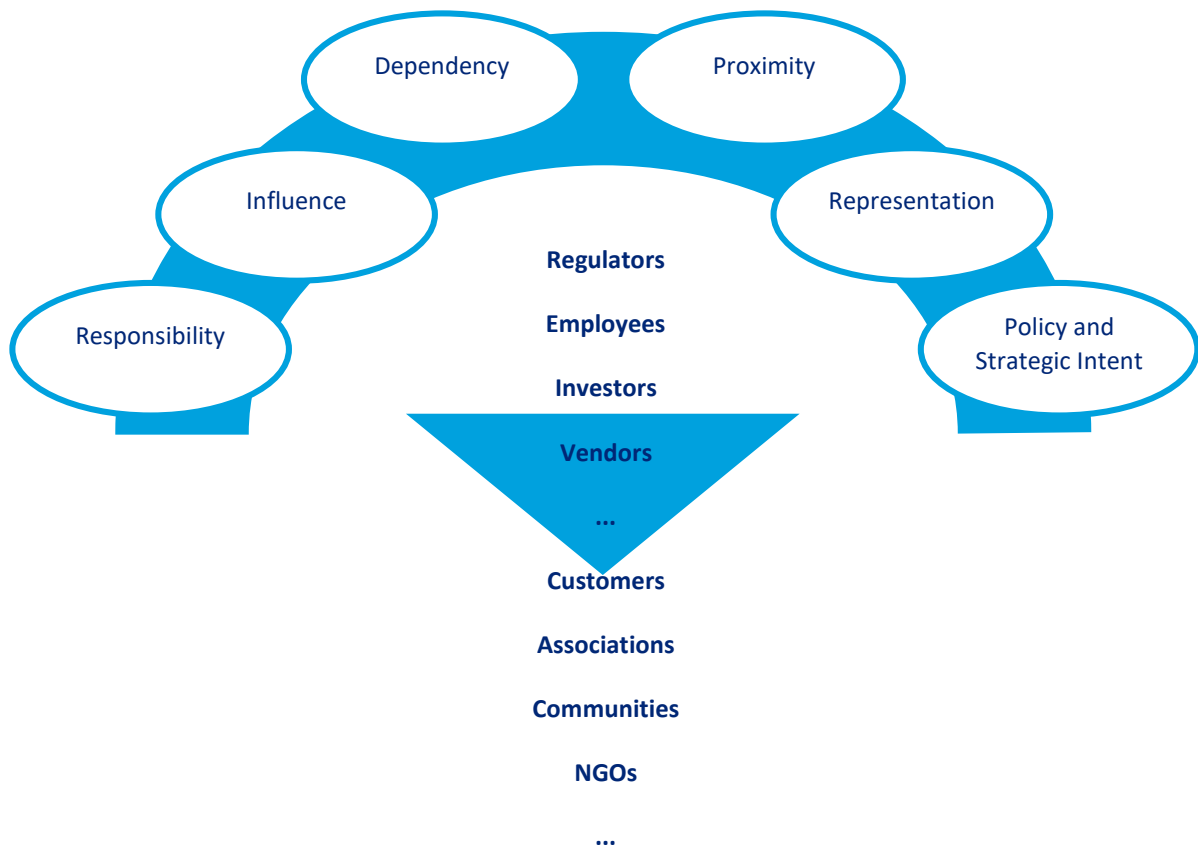 Dependency
Proximity
Influence
Representation
Responsibility
Policy and
Strategic Intent
Regulators
Employees
Investors
Vendors
...
Customers
Associations
Communities
NGOs
...